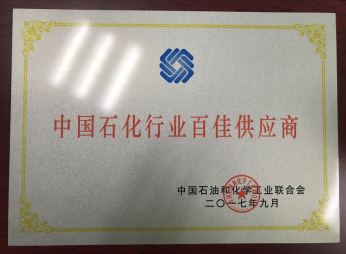 中国石化行业百佳供应商
中国石油和化学工业联合会
二〇一七年九月